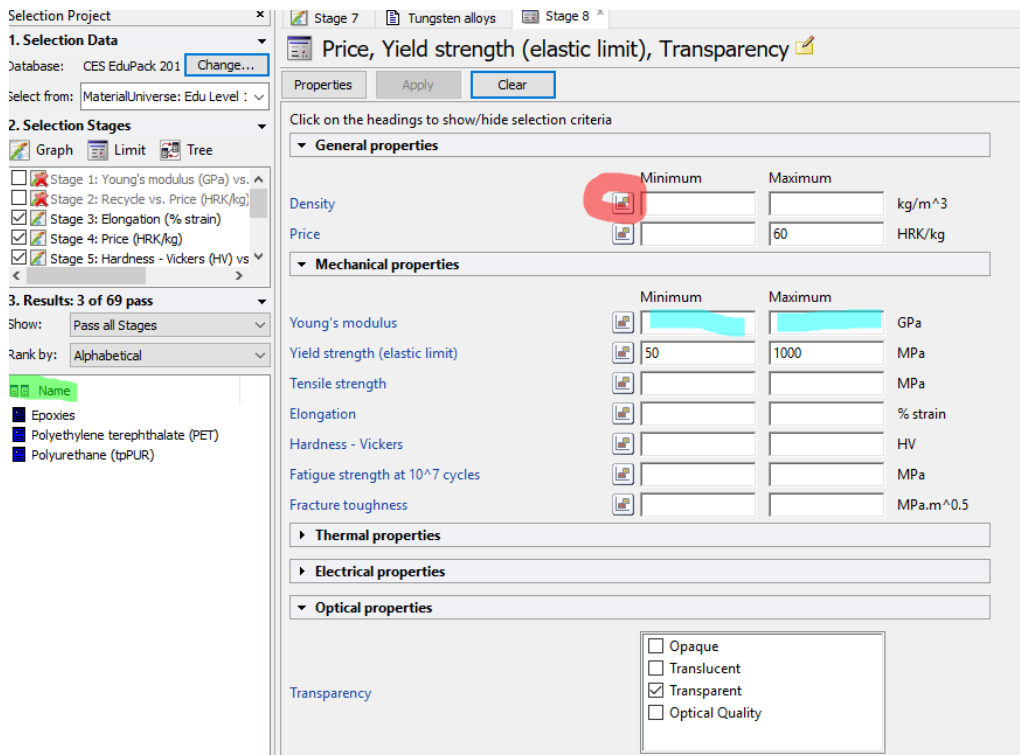 Selection Project ×
1. Selection Data
Database: CES EduPack 201 Change...
Select from: MaterialUniverse: Edu Level 1
2. Selection Stages
Graph Limit Tree
Stage 1: Young's modulus (GPa) vs.
Stage 2: Recycle vs. Price (HRK/kg)
Stage 3: Elongation (% strain)
Stage 4: Price (HRK/kg)
Stage 5: Hardness - Vickers (HV) vs
3. Results: 3 of 69 pass
Show: Pass all Stages
Rank by: Alphabetical
Name
Epoxies
Polyethylene terephthalate (PET)
Polyurethane (tpPUR)
Stage 7 Tungsten alloys Stage 8 ×
Price, Yield strength (elastic limit), Transparency
Properties Apply Clear
Click on the headings to show/hide selection criteria
General properties
Minimum Maximum
Density kg/m^3
Price 60 HRK/kg
Mechanical properties
Minimum Maximum
Young's modulus GPa
Yield strength (elastic limit) 50 1000 MPa
Tensile strength MPa
Elongation % strain
Hardness - Vickers HV
Fatigue strength at 10^7 cycles MPa
Fracture toughness MPa.m^0.5
Thermal properties
Electrical properties
Optical properties
Opaque
Translucent
Transparency Transparent
Optical Quality